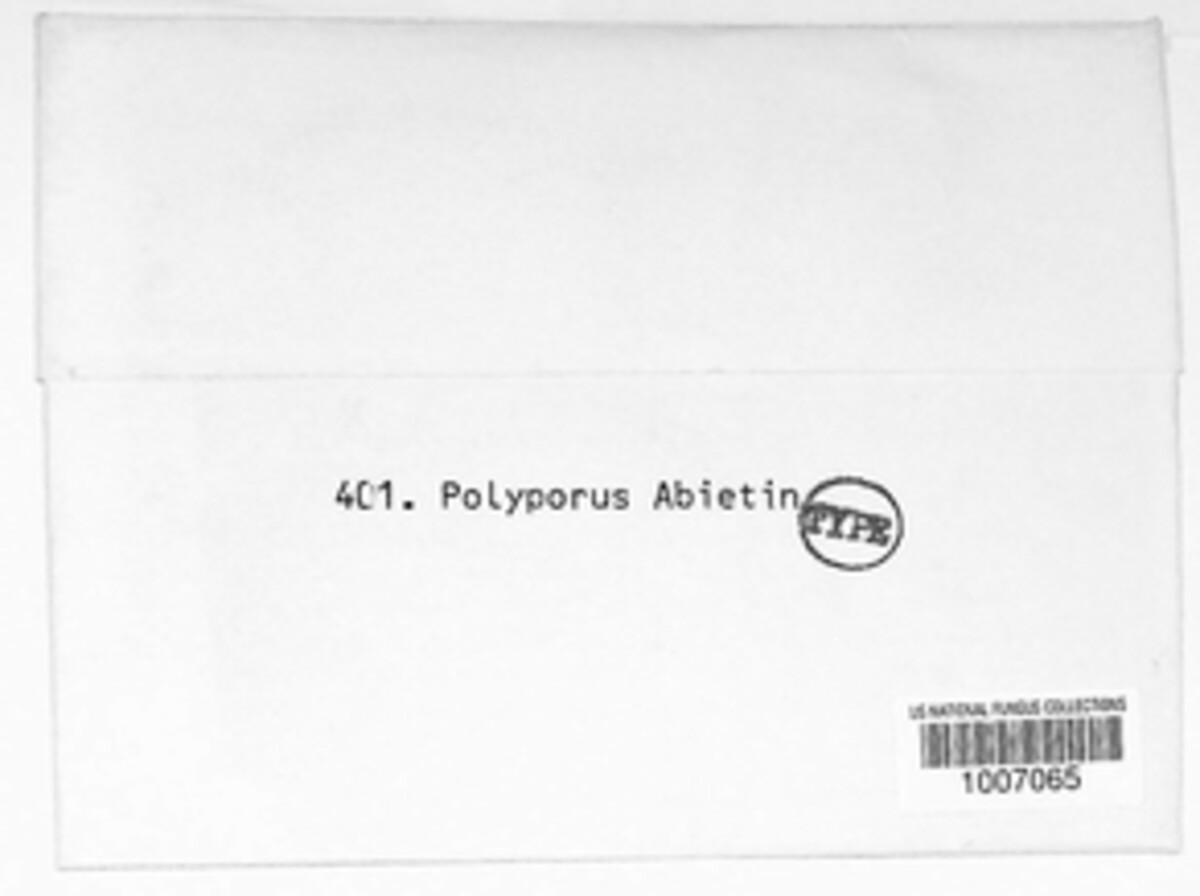 401. Polyporus Abietin
TYPE
US NATIONAL FUNGUS COLLECTIONS
1007065